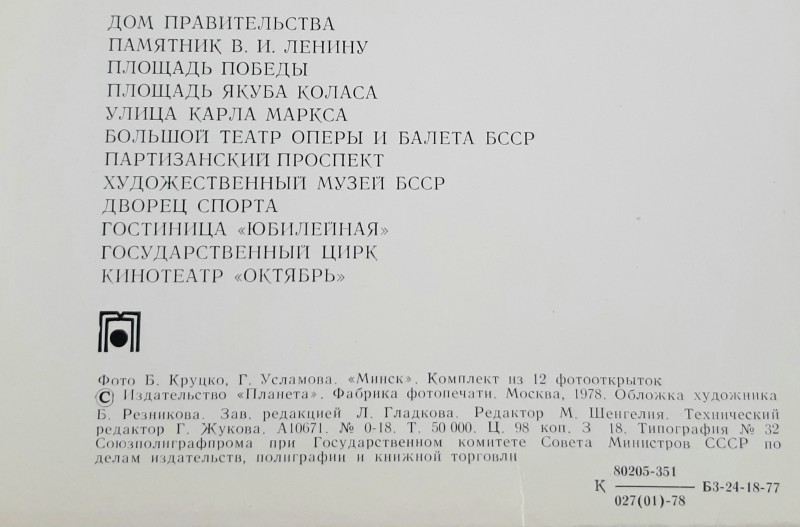 ДОМ ПРАВИТЕЛЬСТВА
ПАМЯТНИК В. И. ЛЕНИНУ
ПЛОЩАДЬ ПОБЕДЫ
ПЛОЩАДЬ ЯКУБА КОЛАСА
УЛИЦА КАРЛА МАРКСА
БОЛЬШОЙ ТЕАТР ОПЕРЫ И БАЛЕТА БССР
ПАРТИЗАНСКИЙ ПРОСПЕКТ
ХУДОЖЕСТВЕННЫЙ МУЗЕЙ БССР
ДВОРЕЦ СПОРТА
ГОСТИНИЦА «ЮБИЛЕЙНАЯ»
ГОСУДАРСТВЕННЫЙ ЦИРК
КИНОТЕАТР «ОКТЯБРЬ»
Фото Б. Круцко, Г. Усламова. «Минск». Комплект из 12 фотооткрыток
© Издательство «Планета». Фабрика фотопечати. Москва, 1978. Обложка художника
Б. Резникова. Зав. редакцией Л. Гладкова. Редактор М. Шенгелия. Технический
редактор Г. Жукова. А10671. № 0-18. Т. 50 000. Ц. 98 коп. З 18. Типография № 32
Союзполиграфпрома при Государственном комитете Совета Министров СССР по
делам издательств, полиграфии и книжной торговли
80205-351
К ——— Б3-24-18-77
027(01)-78